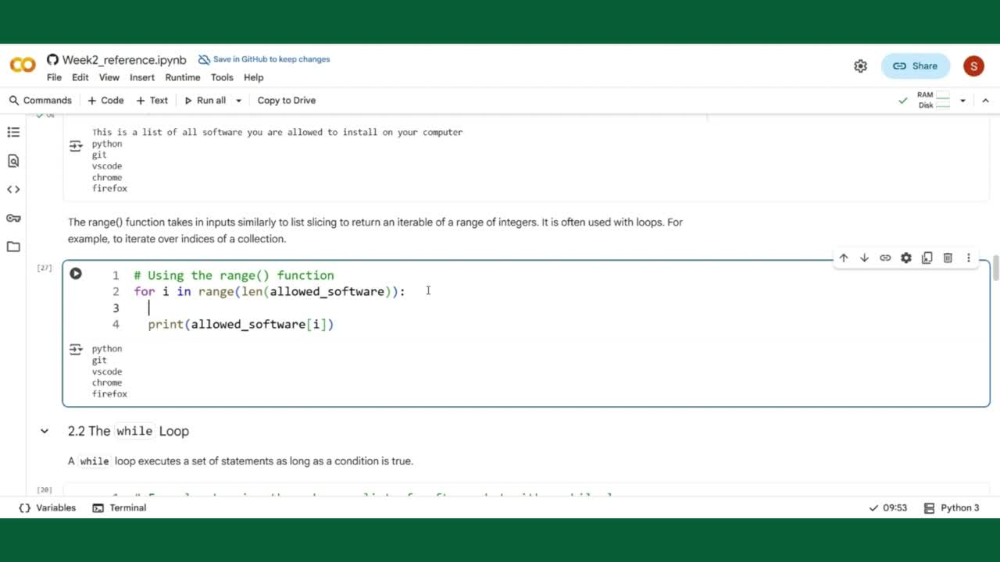 Week2_reference.ipynb Save in GitHub to keep changes
File Edit View Insert Runtime Tools Help
Share
S
Commands + Code + Text Run all Copy to Drive
RAM
Disk
This is a list of all software you are allowed to install on your computer
python
git
vscode
chrome
firefox
The range() function takes in inputs similarly to list slicing to return an iterable of a range of integers. It is often used with loops. For
example, to iterate over indices of a collection.
[27]
1 # Using the range() function
2 for i in range(len(allowed_software)):
3
4 print(allowed_software[i])
python
git
vscode
chrome
firefox
2.2 The while Loop
A while loop executes a set of statements as long as a condition is true.
[20]
{} Variables Terminal 09:53 Python 3